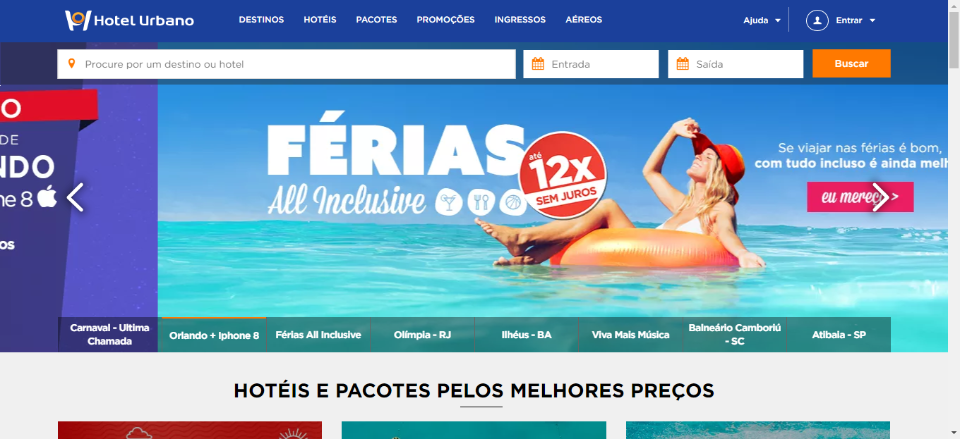 Hotel Urbano
DESTINOS HOTÉIS PACOTES PROMOÇÕES INGRESSOS AÉREOS
Ajuda Entrar
Procure por um destino ou hotel
Entrada
Saída
Buscar
O
DE
NDO
ne 8
os
FÉRIAS
All Inclusive
até
12x
SEM JUROS
Se viajar nas férias é bom,
com tudo incluso é ainda melh
eu mereço >
Carnaval - Ultima
Chamada
Orlando + Iphone 8
Férias All Inclusive
Olímpia - RJ
Ilhéus - BA
Viva Mais Música
Balneário Camboriú
- SC
Atibaia - SP
HOTÉIS E PACOTES PELOS MELHORES PREÇOS